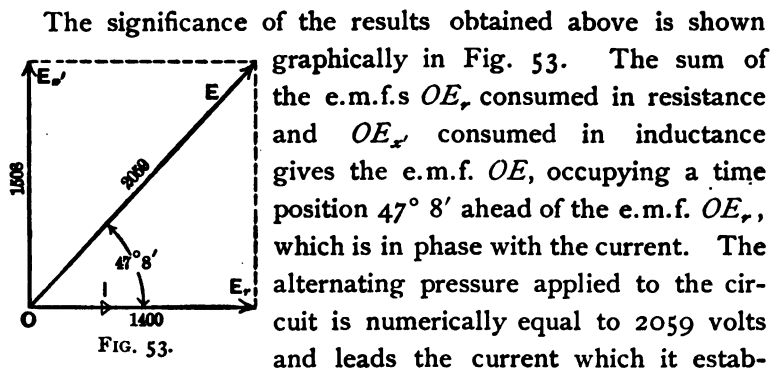 The significance of the results obtained above is shown
graphically in Fig. 53. The sum of
the e.m.f.s OEᵣ consumed in resistance
and OEₓ′ consumed in inductance
gives the e.m.f. OE, occupying a time
position 47° 8′ ahead of the e.m.f. OEᵣ,
which is in phase with the current. The
alternating pressure applied to the cir-
cuit is numerically equal to 2059 volts
and leads the current which it estab-
Eₓ′
E
1508
2059
47° 8′
I
Eᵣ
O
1400
FIG. 53.